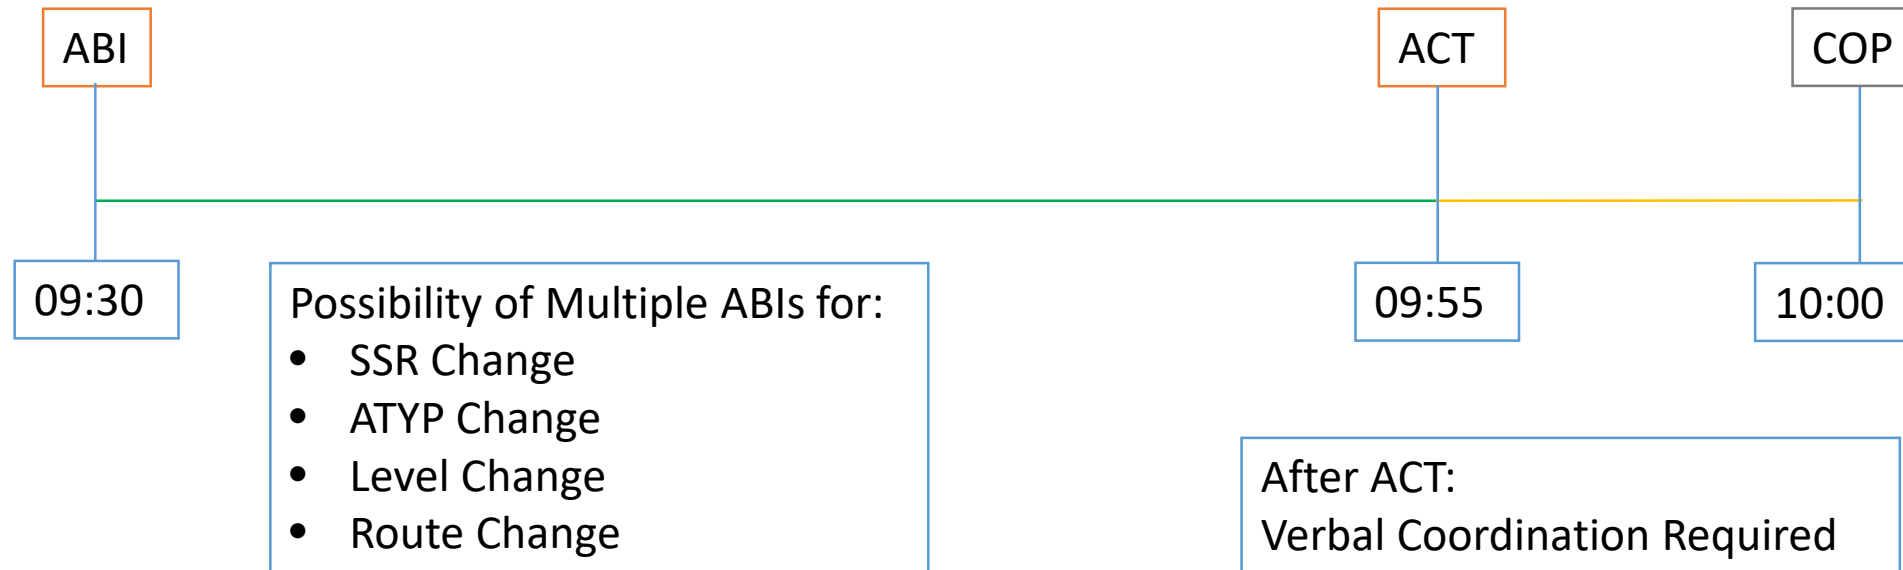 ABI
ACT
COP
09:30
09:55
10:00
Possibility of Multiple ABIs for:
• SSR Change
• ATYP Change
• Level Change
• Route Change
After ACT:
Verbal Coordination Required